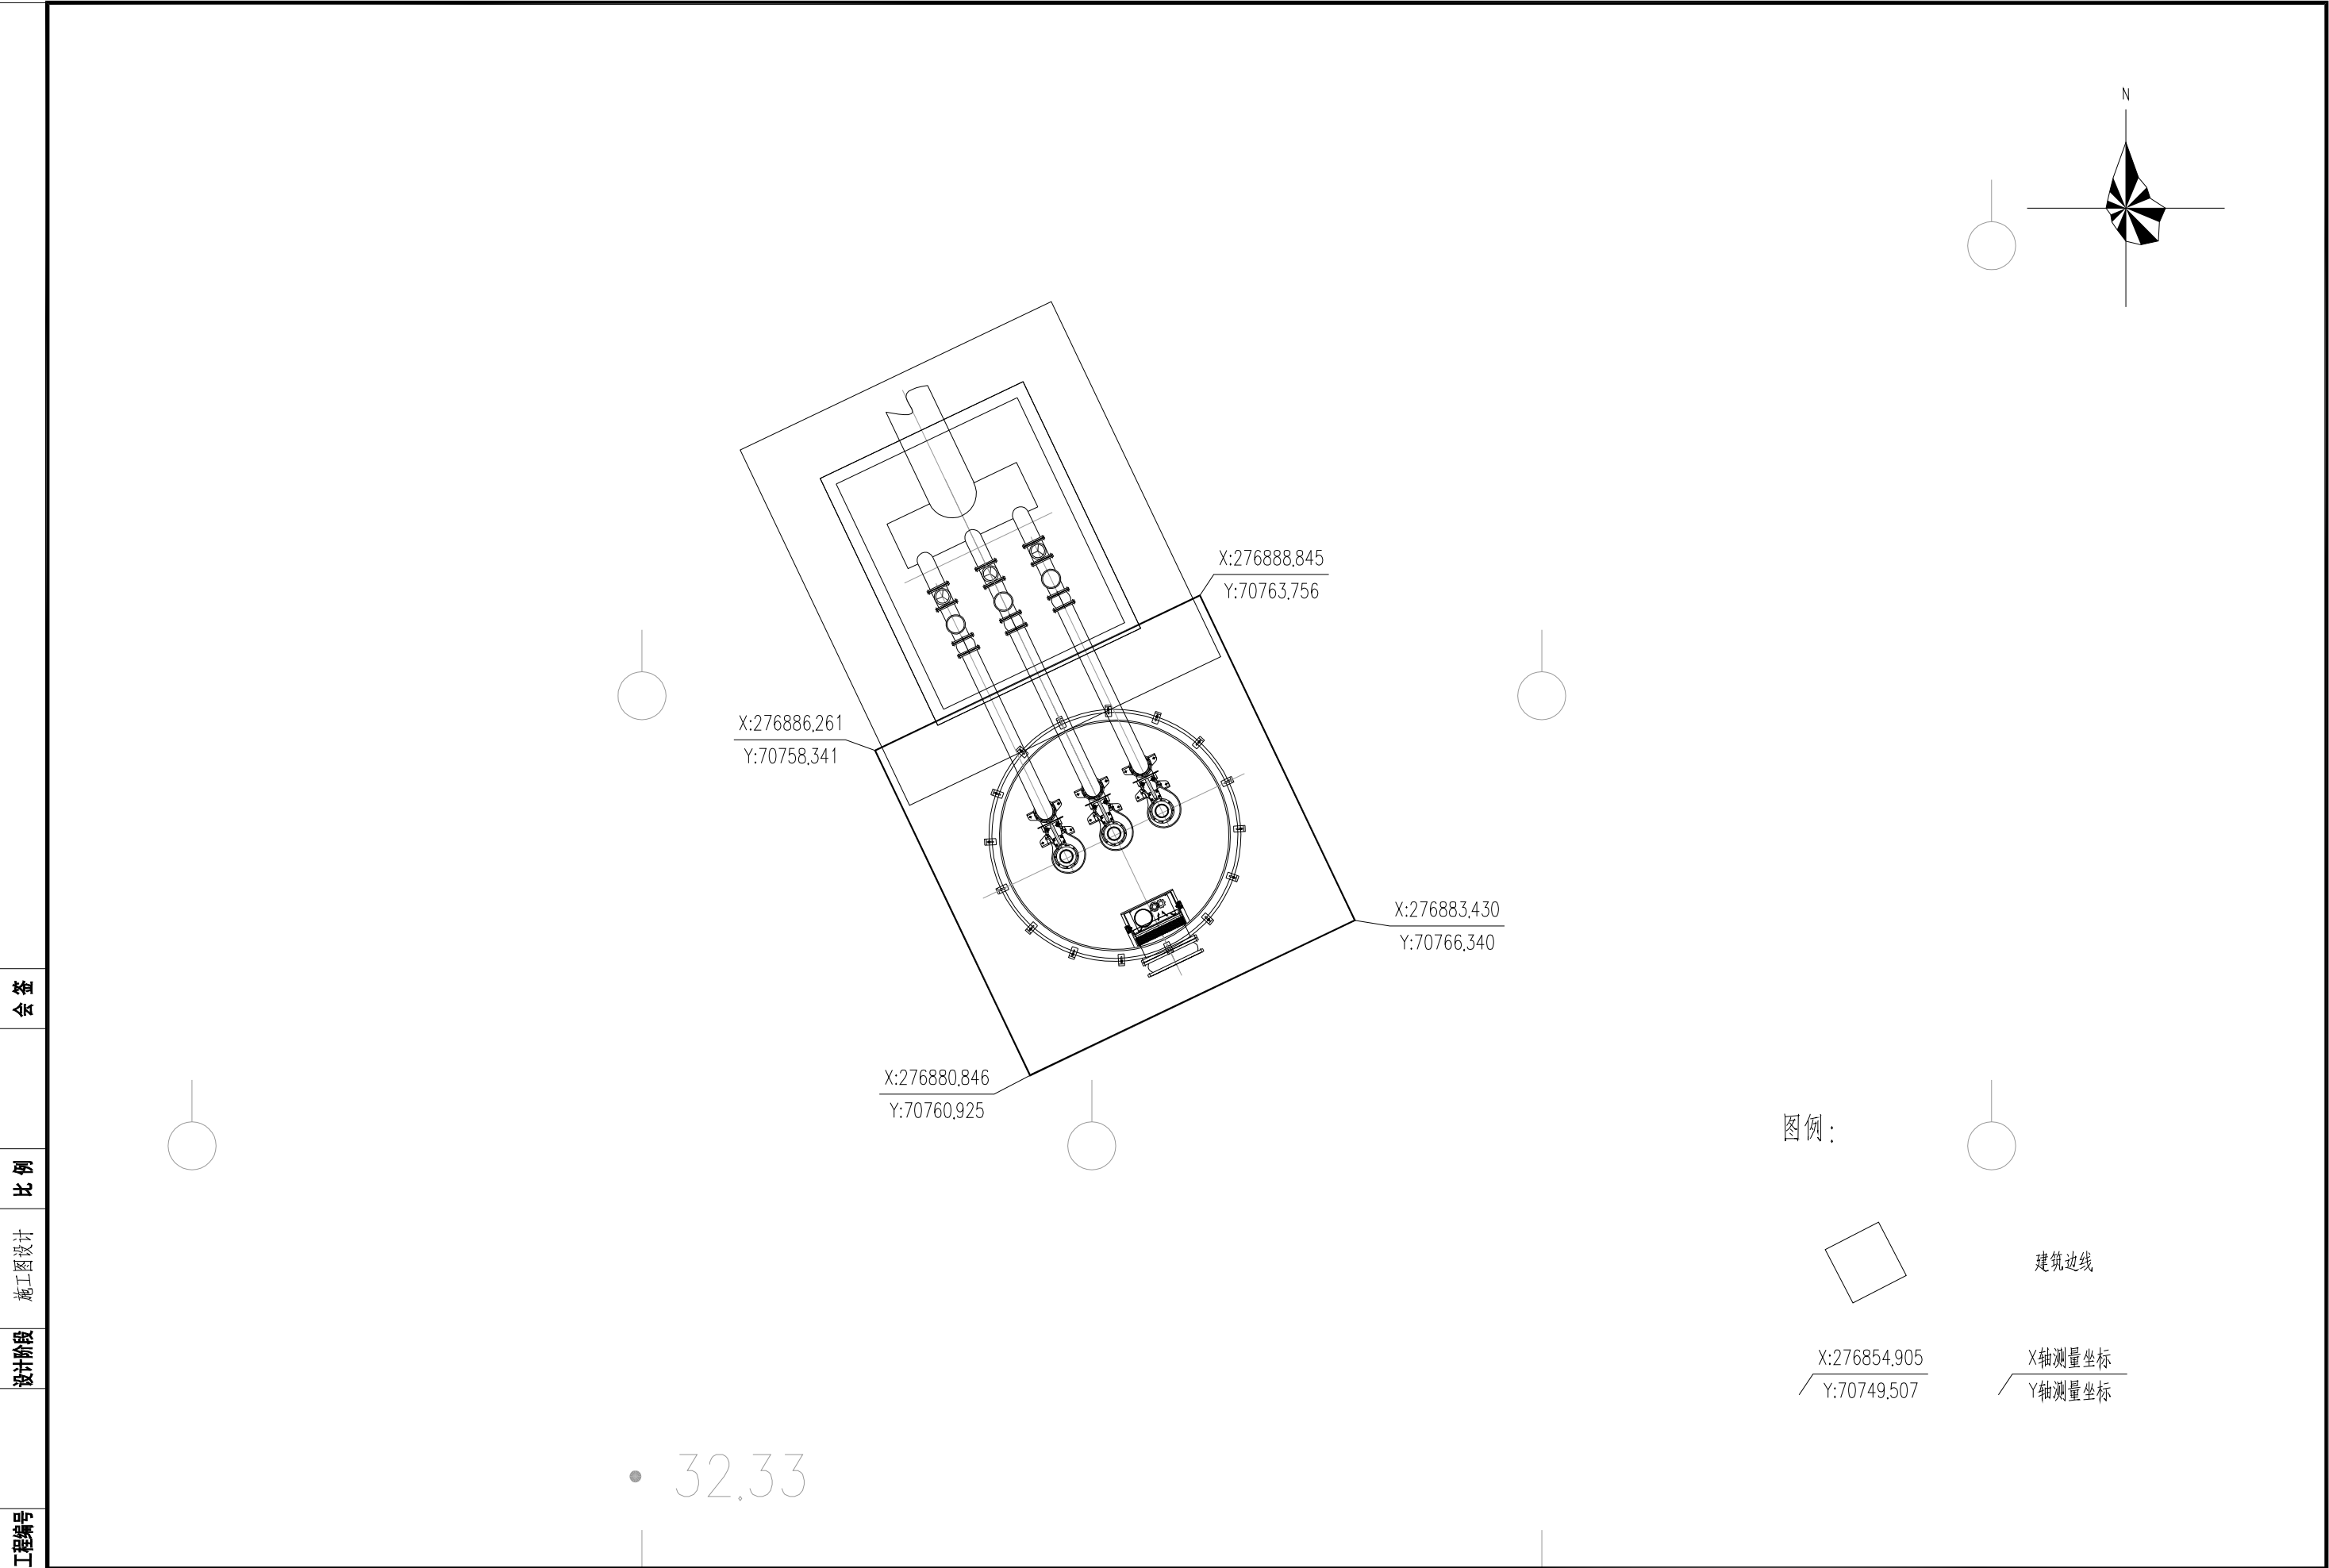 N
X:276888.845
Y:70763.756
X:276886.261
Y:70758.341
X:276883.430
Y:70766.340
X:276880.846
Y:70760.925
图例：
建筑边线
X:276854.905
Y:70749.507
X轴测量坐标
Y轴测量坐标
32.33
会 签
比 例
施工图设计
设计阶段
工程编号